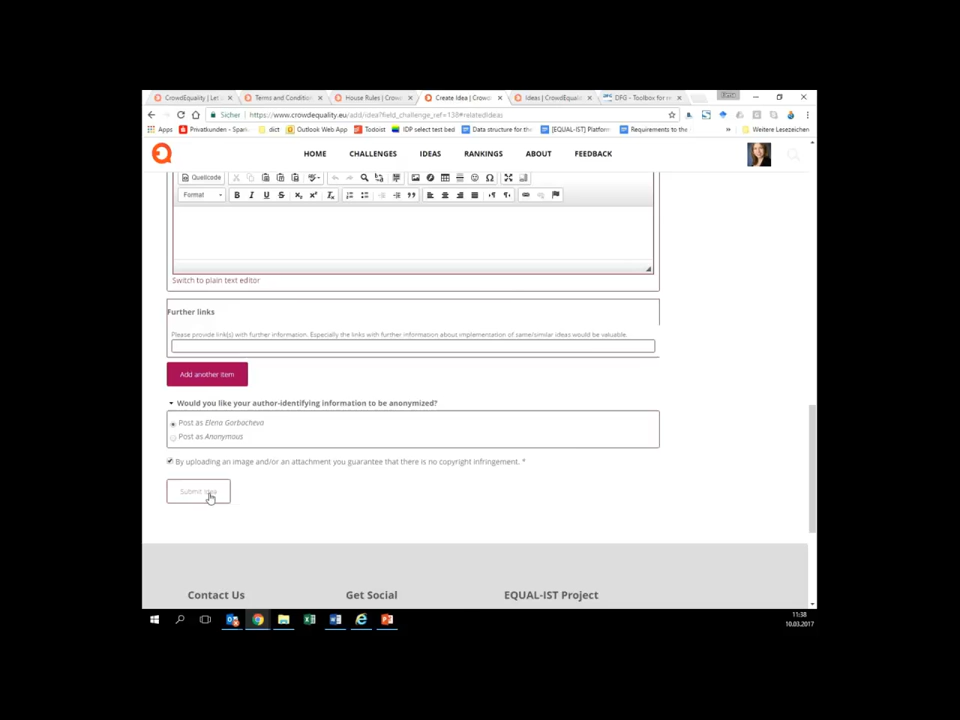 CrowdEquality | Let
Terms and Condition
House Rules | Crowd
Create Idea | Crowd
Ideas | CrowdEquality
DFG - Toolbox for
Sicher
https://www.crowdequality.eu/add/idea?field_challenge_ref=138#relatedIdeas
Apps
Privatkunden - Spark
dict
Outlook Web App
Todoist
IDP select test bed
Data structure for the
[EQUAL-IST] Platform
Requirements to the
»
Weitere Lesezeichen
HOME
CHALLENGES
IDEAS
RANKINGS
ABOUT
FEEDBACK
Quellcode
Format
Switch to plain text editor
Further links
Please provide link(s) with further information. Especially the links with further information about implementation of same/similar ideas would be valuable.
Add another item
Would you like your author-identifying information to be anonymized?
Post as Elena Gorbacheva
Post as Anonymous
By uploading an image and/or an attachment you guarantee that there is no copyright infringement. *
Submit
Contact Us
Get Social
EQUAL-IST Project
11:38
10.03.2017